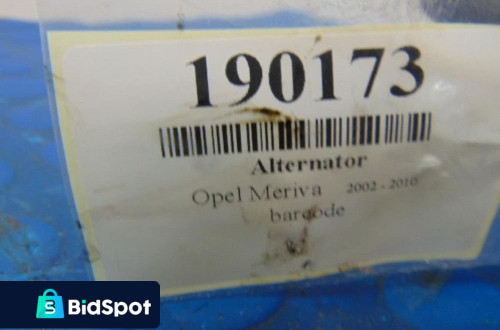 190173
Alternator
Opel Meriva 2002 - 2010
barcode
BidSpot